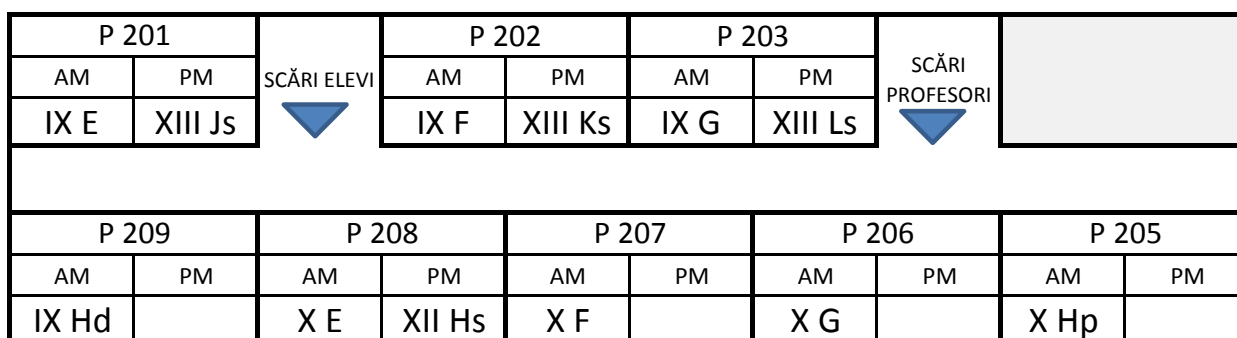 P 201 P 202 P 203
AM PM SCĂRI ELEVI AM PM AM PM SCĂRI PROFESORI
IX E XIII Js IX F XIII Ks IX G XIII Ls
P 209 P 208 P 207 P 206 P 205
AM PM AM PM AM PM AM PM AM PM
IX Hd X E XII Hs X F X G X Hp